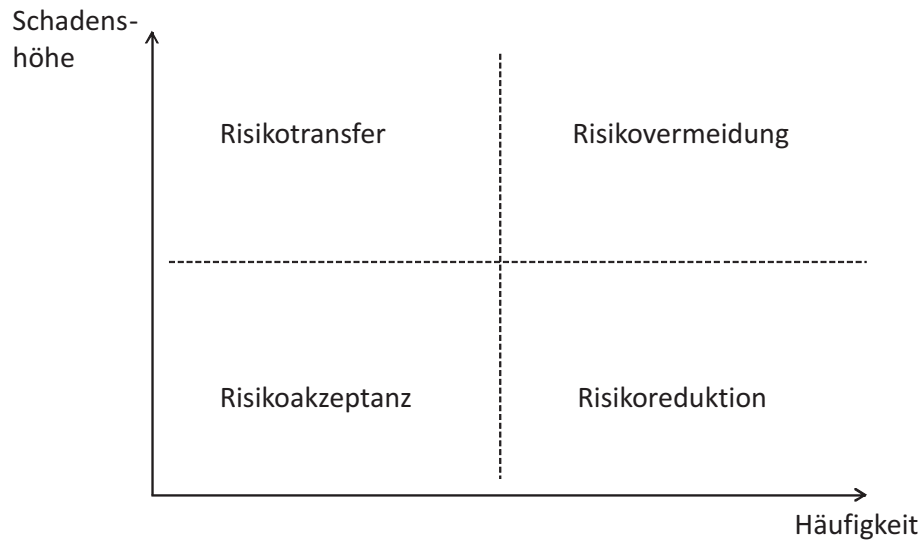 Schadens-
höhe
Risikotransfer
Risikovermeidung
Risikoakzeptanz
Risikoreduktion
Häufigkeit